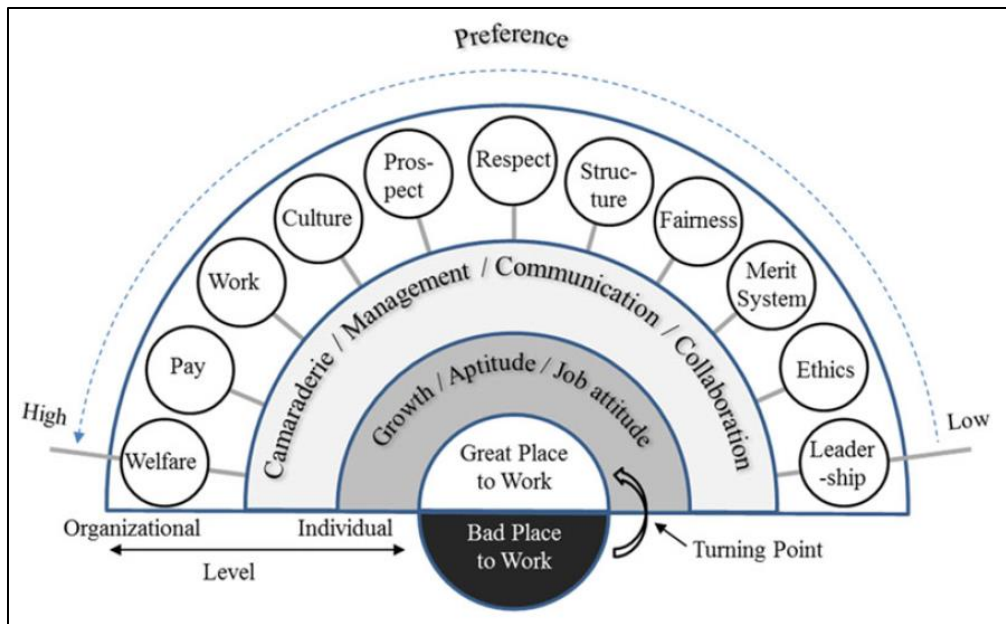 Preference
Respect
Pros-
pect
Struc-
ture
Culture
Fairness
Work
Merit
System
Pay
Ethics
High
Low
Welfare
Leader
-ship
Camaraderie / Management / Communication / Collaboration
Growth / Aptitude / Job attitude
Great Place
to Work
Organizational
Individual
Bad Place
to Work
Turning Point
Level